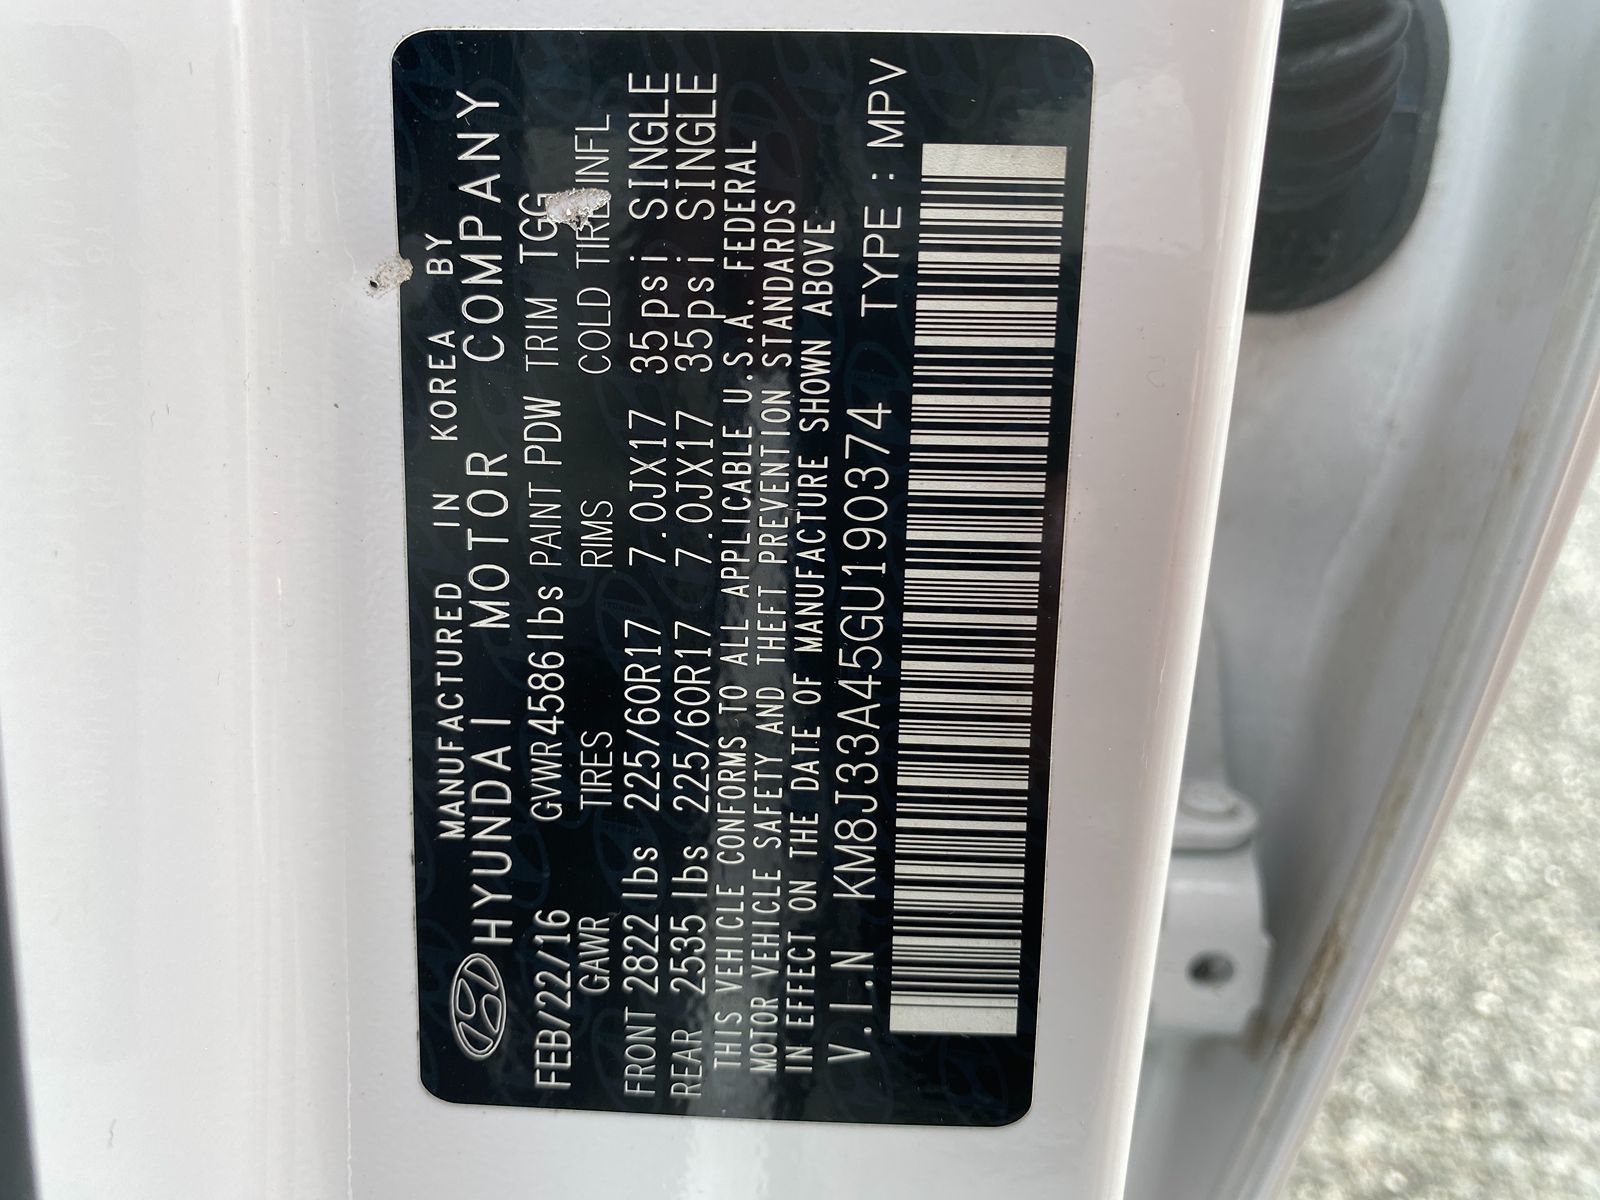 MANUFACTURED IN KOREA BY
HYUNDAI MOTOR COMPANY
FEB/22/16 GVWR4586lbs PAINT PDW TRIM TGG
GAWR TIRES RIMS COLD TIRE INFL
FRONT 2822 lbs 225/60R17 7.0JX17 35psi SINGLE
REAR 2535 lbs 225/60R17 7.0JX17 35psi SINGLE
THIS VEHICLE CONFORMS TO ALL APPLICABLE U.S.A. FEDERAL
MOTOR VEHICLE SAFETY AND THEFT PREVENTION STANDARDS
IN EFFECT ON THE DATE OF MANUFACTURE SHOWN ABOVE
V.I.N KM8J33A45GU190374 TYPE : MPV